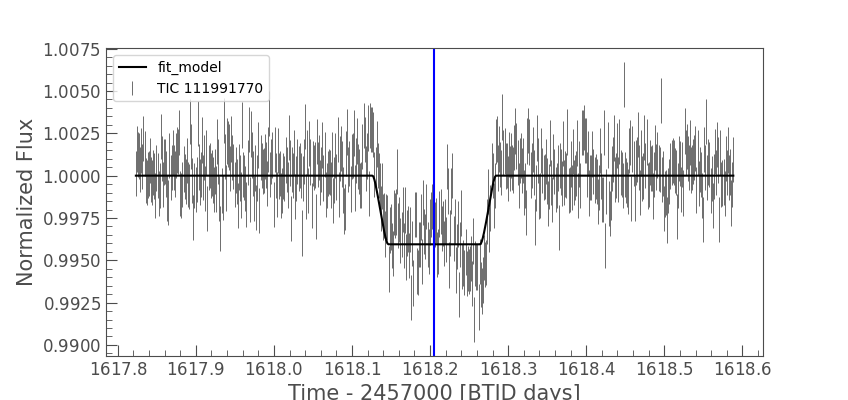 1.0075
1.0050
1.0025
1.0000
0.9975
0.9950
0.9925
0.9900
Normalized Flux
fit_model
TIC 111991770
1617.8 1617.9 1618.0 1618.1 1618.2 1618.3 1618.4 1618.5 1618.6
Time - 2457000 [BTJD days]